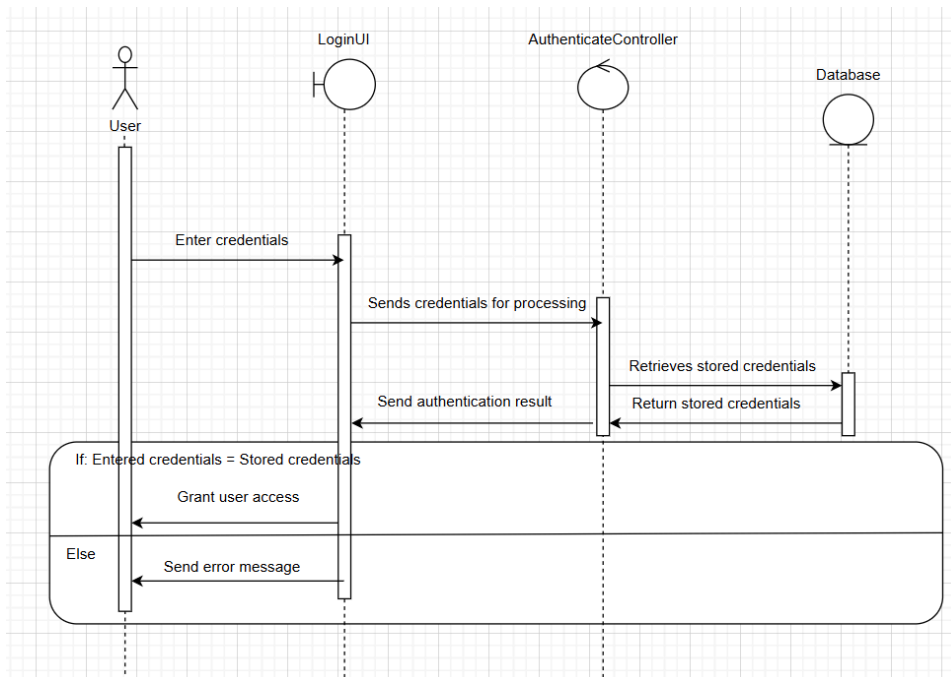 LoginUI
AuthenticateController
Database
User
Enter credentials
Sends credentials for processing
Retrieves stored credentials
Send authentication result
Return stored credentials
If: Entered credentials = Stored credentials
Grant user access
Else
Send error message